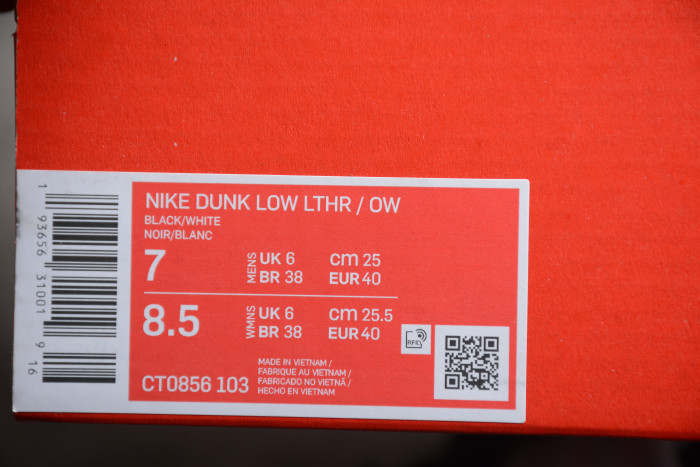 NIKE DUNK LOW LTHR / OW
BLACK/WHITE
NOIR/BLANC
7 MENS UK 6 cm 25
BR 38 EUR 40
8.5 WMNS UK 6 cm 25.5
BR 38 EUR 40
RFID
CT0856 103
MADE IN VIETNAM /
FABRIQUE AU VIETNAM /
FABRICADO NO VIETNÃ /
HECHO EN VIETNAM
1 93656 31001 9 16